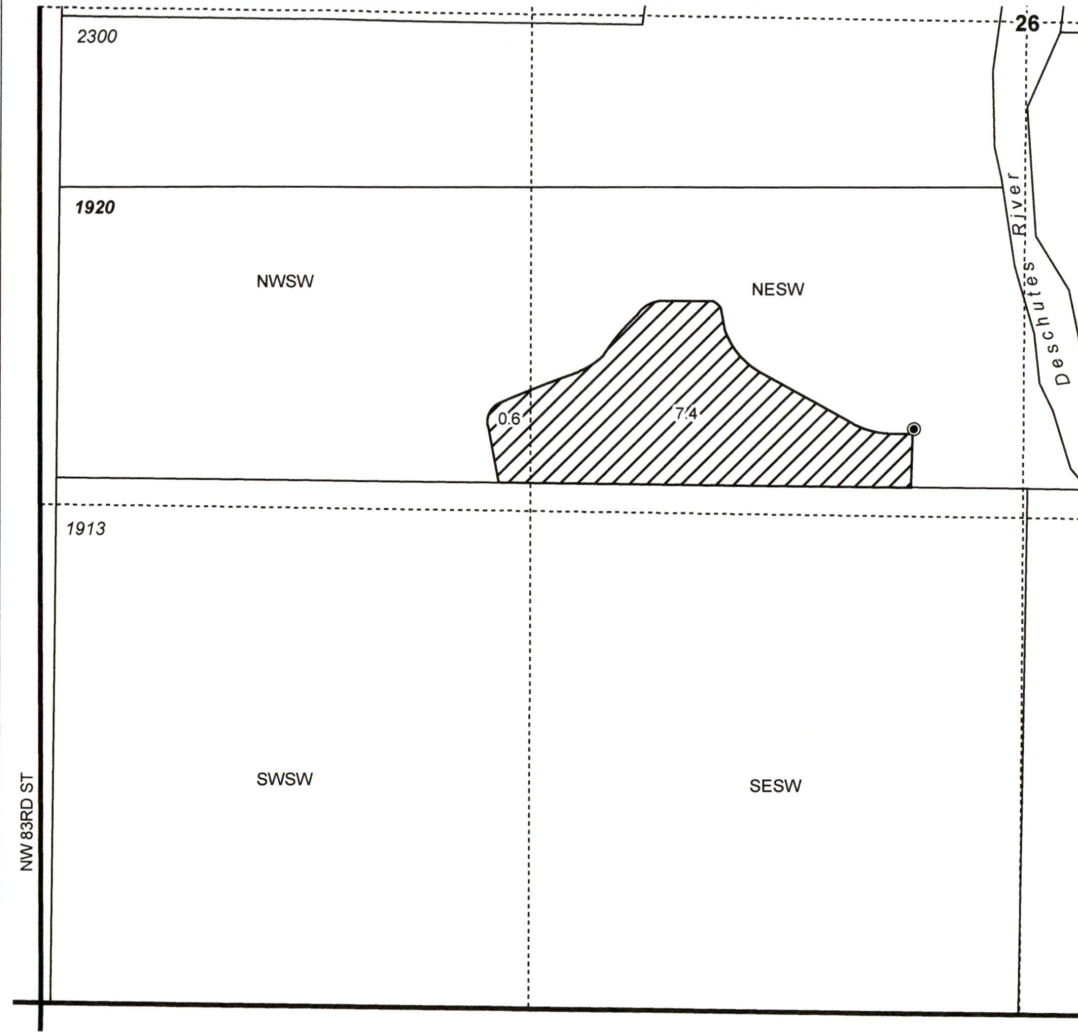 26
2300
1920
Deschutes River
NWSW
NESW
0.6
7.4
1913
SWSW
SESW
NW 83RD ST